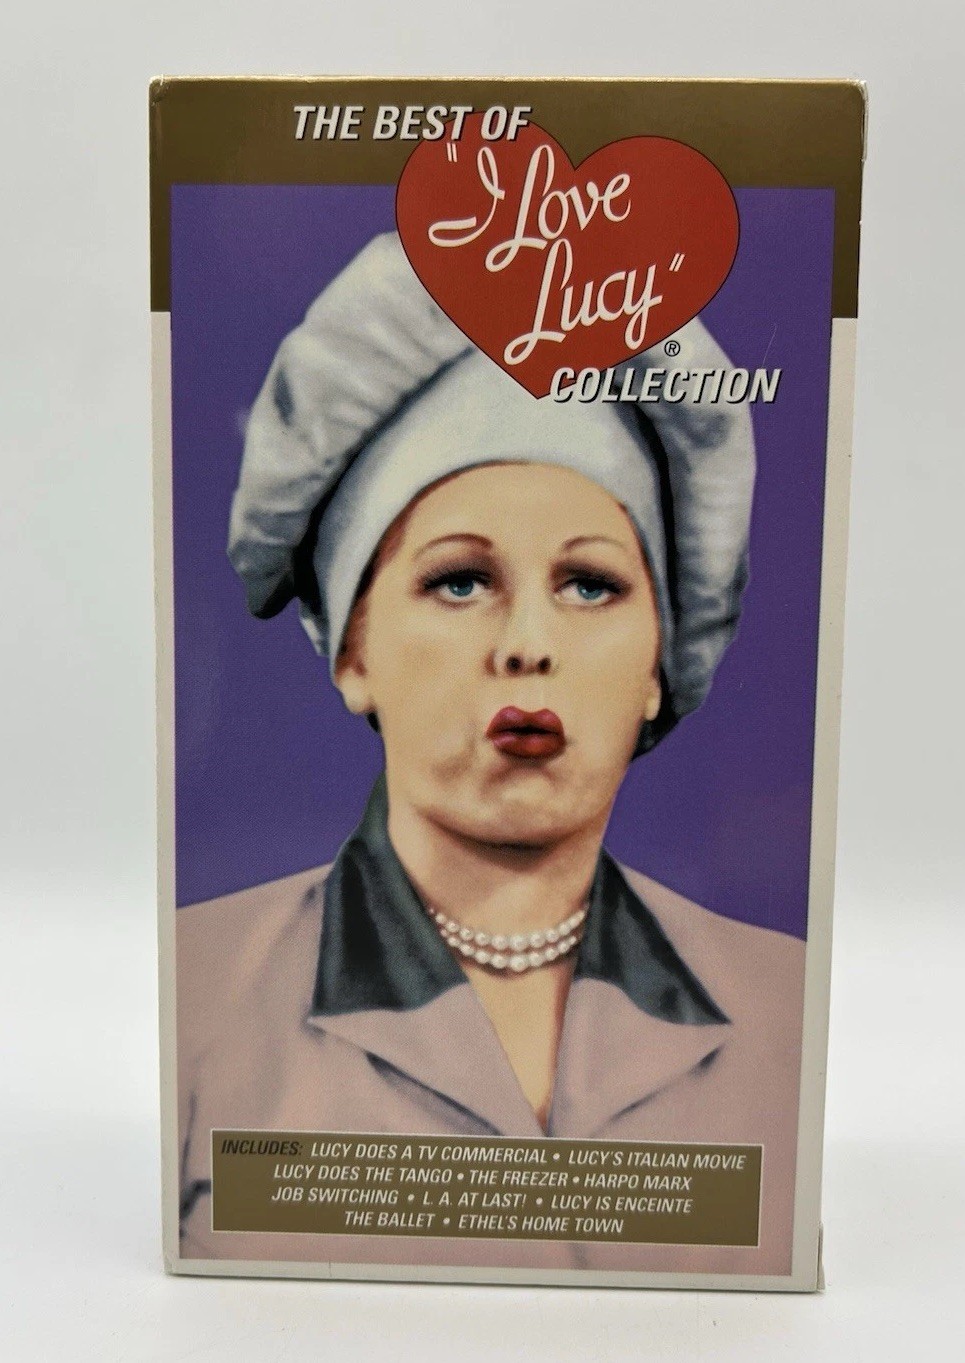 THE BEST OF
"I Love
Lucy"
®
COLLECTION
INCLUDES: LUCY DOES A TV COMMERCIAL • LUCY'S ITALIAN MOVIE
LUCY DOES THE TANGO • THE FREEZER • HARPO MARX
JOB SWITCHING • L. A. AT LAST! • LUCY IS ENCEINTE
THE BALLET • ETHEL'S HOME TOWN